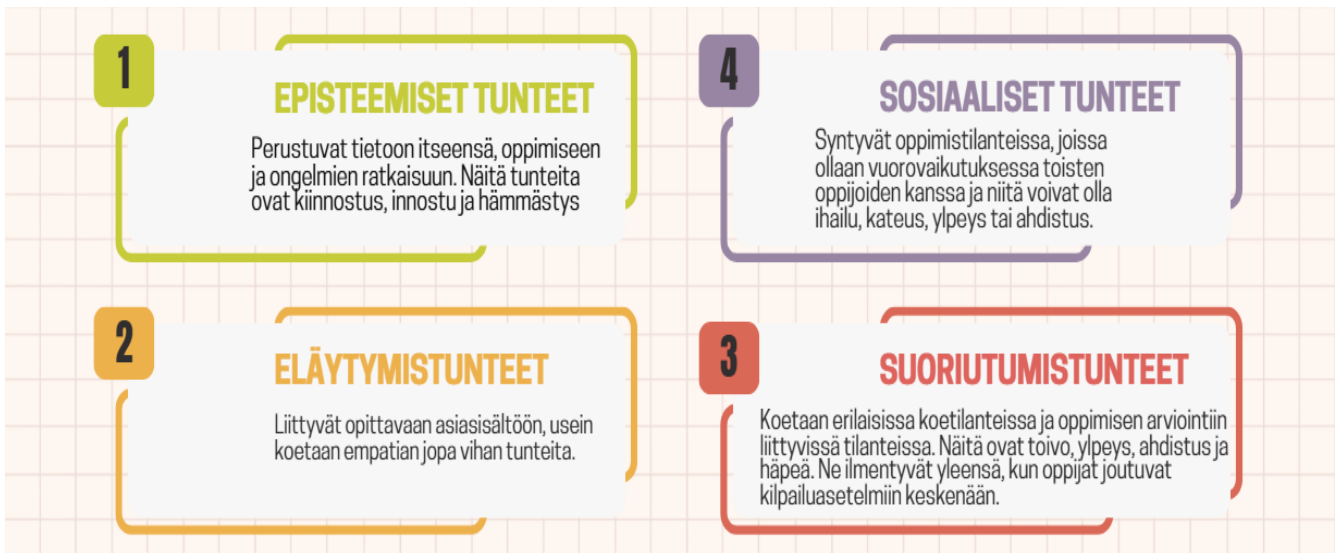 1
EPISTEEMISET TUNTEET
Perustuvat tietoon itseensä, oppimiseen
ja ongelmien ratkaisuun. Näitä tunteita
ovat kiinnostus, innostu ja hämmästys
2
ELÄYTYMISTUNTEET
Liittyvät opittavaan asiasisältöön, usein
koetaan empatian jopa vihan tunteita.
4
SOSIAALISET TUNTEET
Syntyvät oppimistilanteissa, joissa
ollaan vuorovaikutuksessa toisten
oppijoiden kanssa ja niitä voivat olla
ihailu, kateus, ylpeys tai ahdistus.
3
SUORIUTUMISTUNTEET
Koetaan erilaisissa koetilanteissa ja oppimisen arviointiin
liittyvissä tilanteissa. Näitä ovat toivo, ylpeys, ahdistus ja
häpeä. Ne ilmentyvät yleensä, kun oppijat joutuvat
kilpailuasetelmiin keskenään.